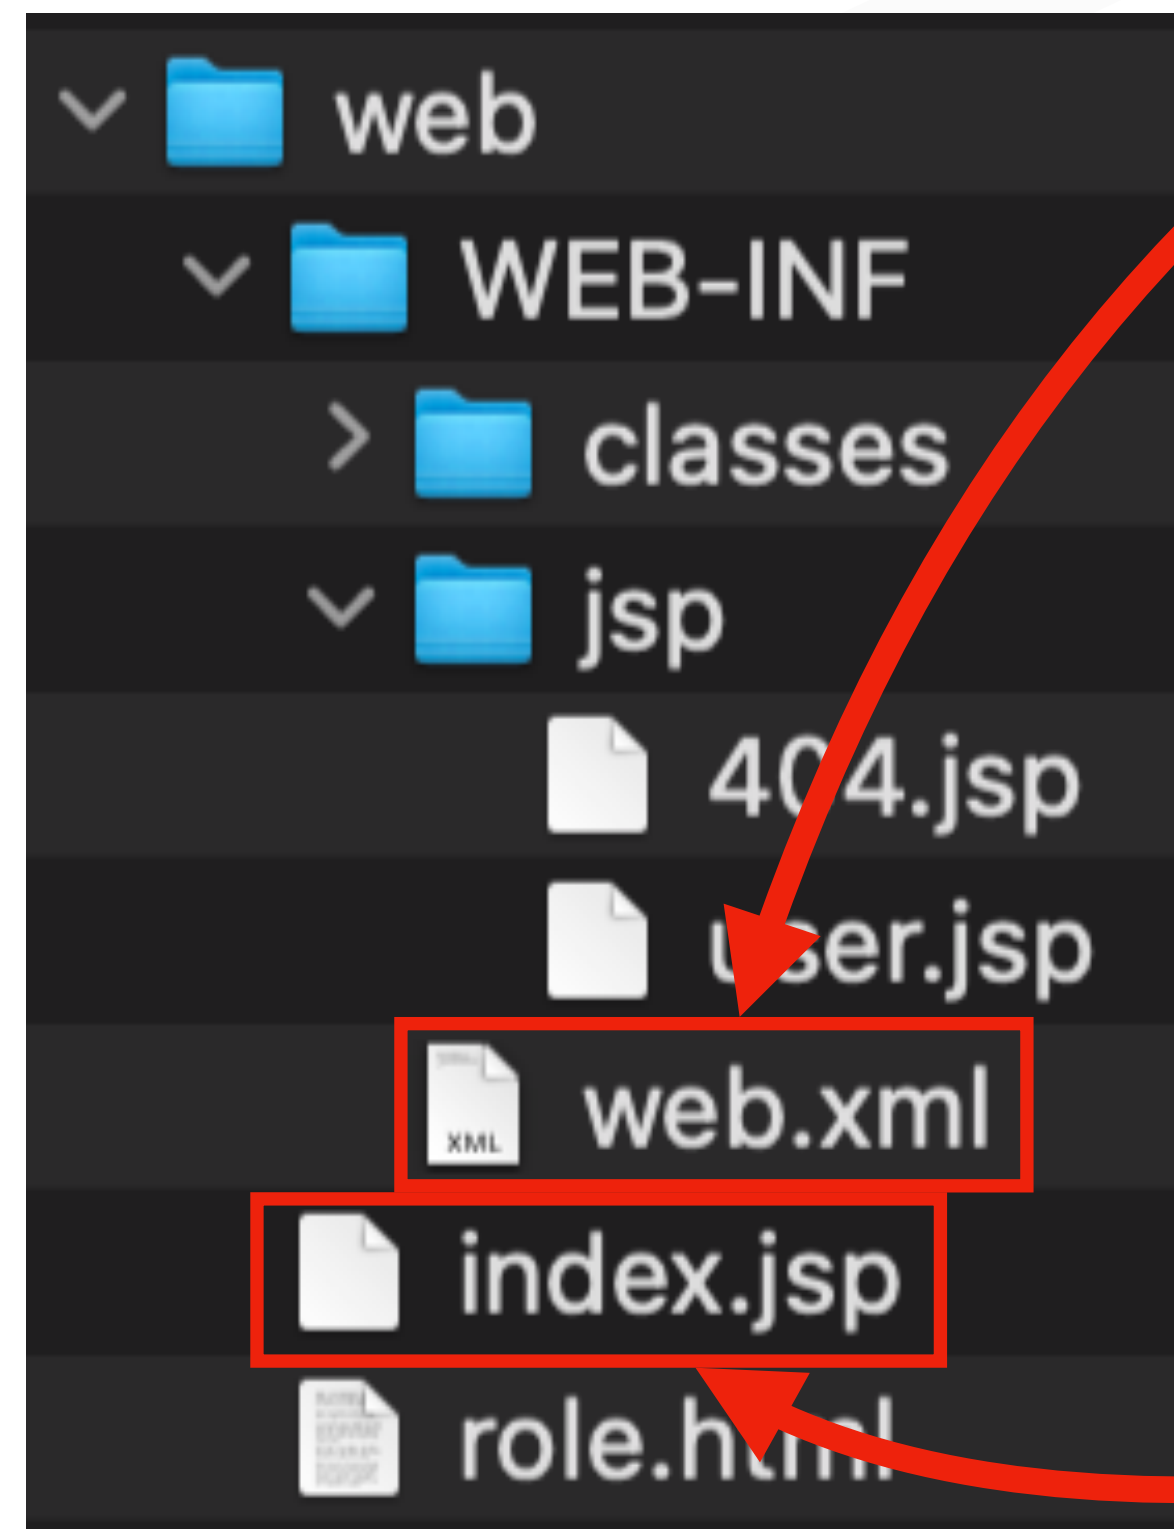 web
WEB-INF
classes
jsp
404.jsp
user.jsp
XML web.xml
index.jsp
role.html